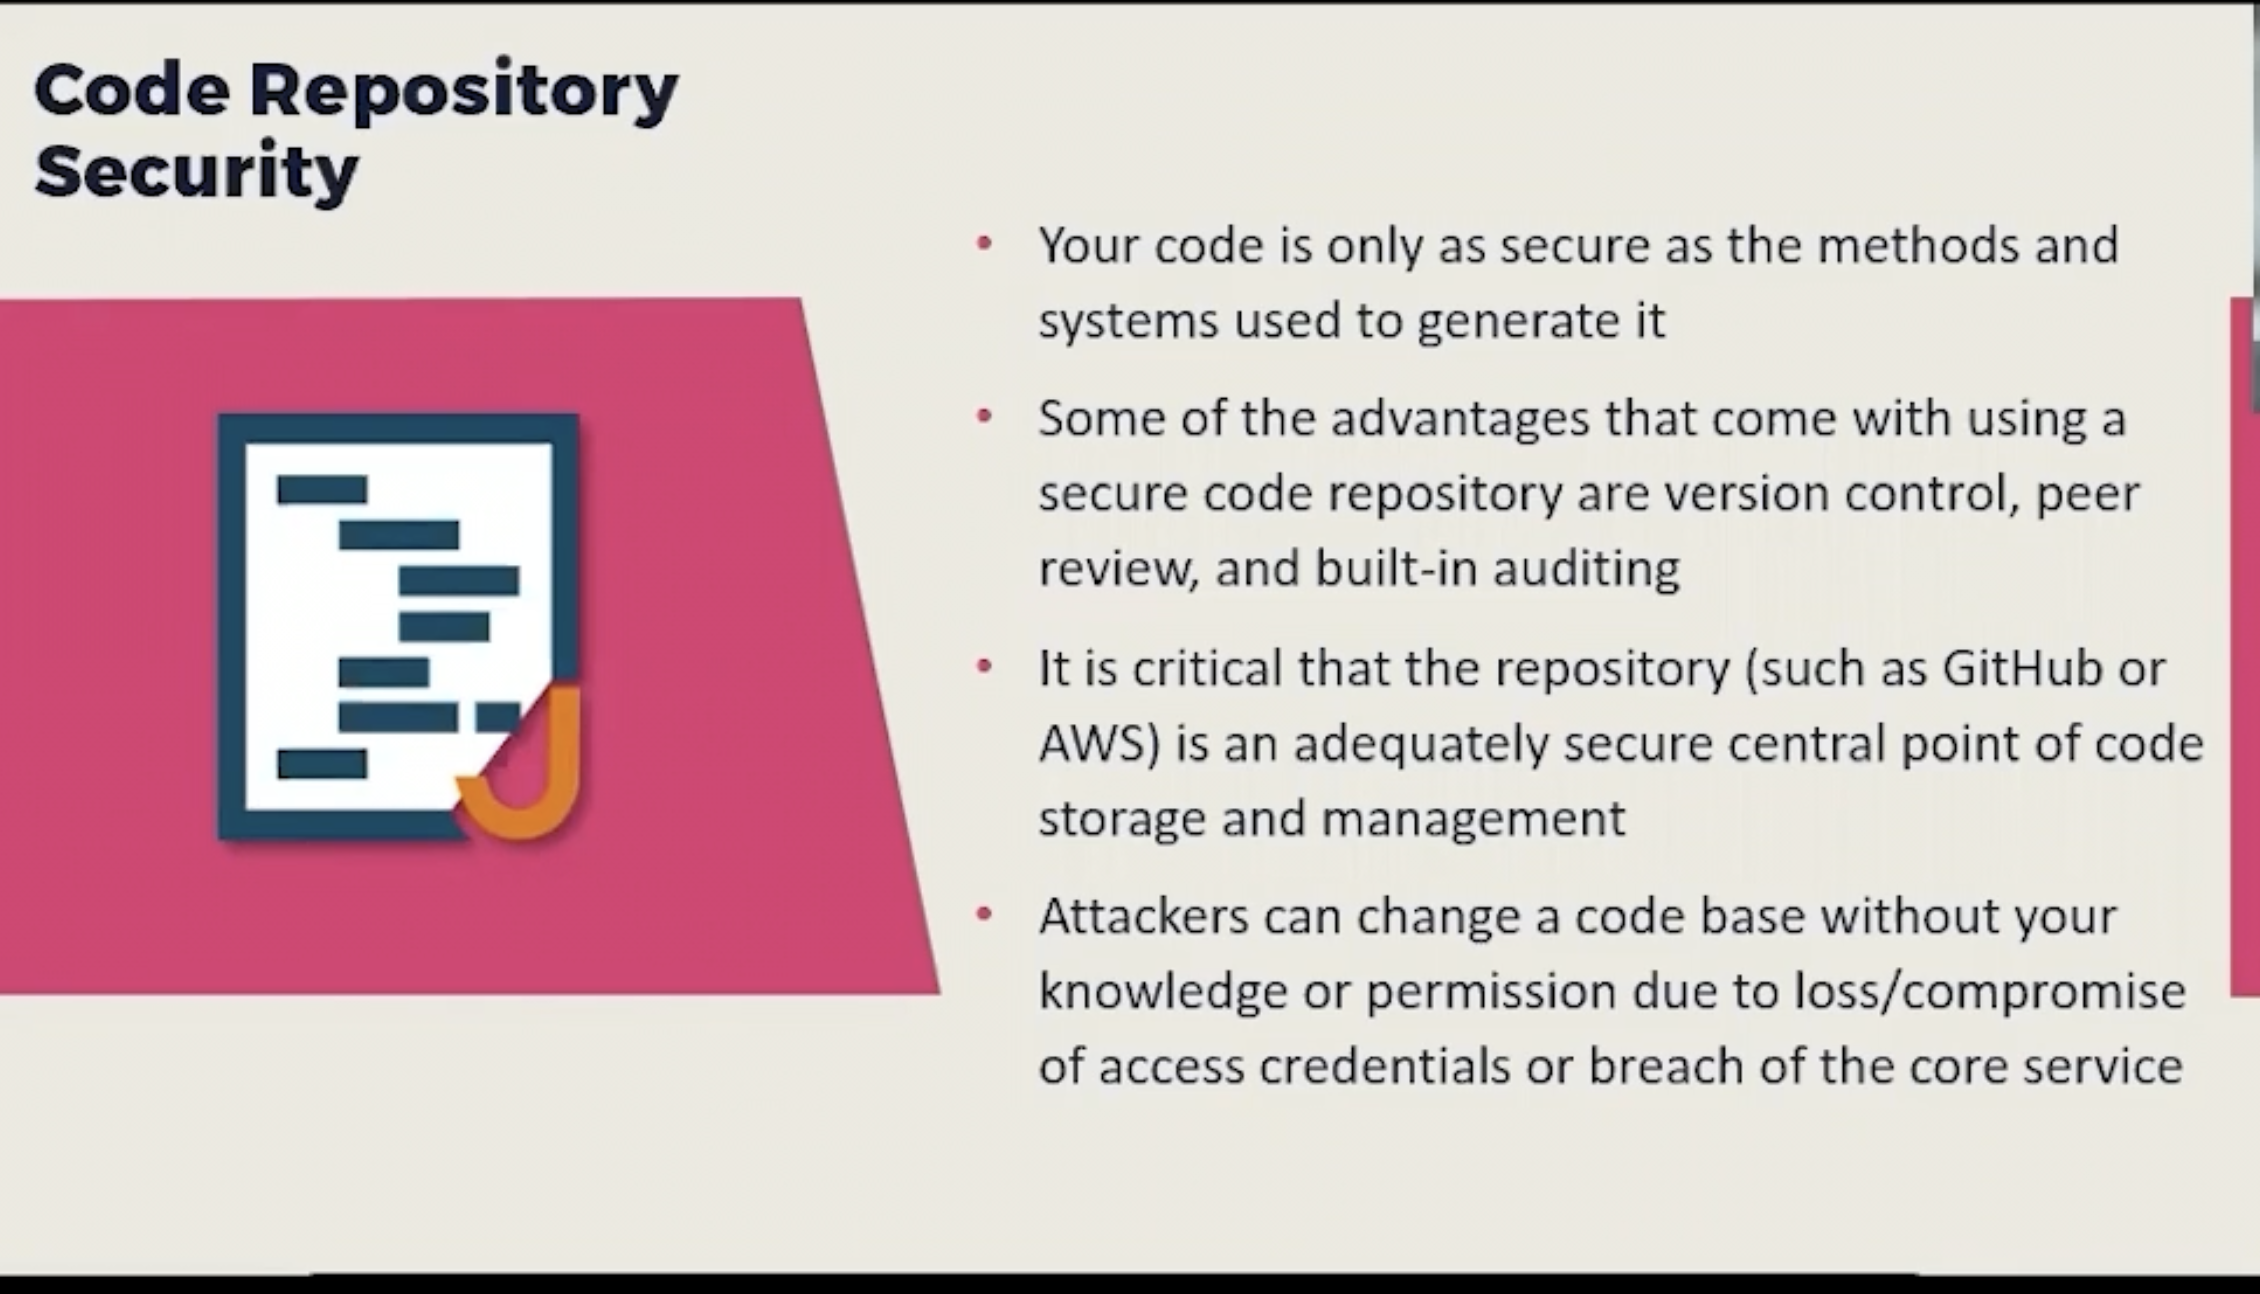 Code Repository
Security
• Your code is only as secure as the methods and
systems used to generate it
• Some of the advantages that come with using a
secure code repository are version control, peer
review, and built-in auditing
• It is critical that the repository (such as GitHub or
AWS) is an adequately secure central point of code
storage and management
• Attackers can change a code base without your
knowledge or permission due to loss/compromise
of access credentials or breach of the core service